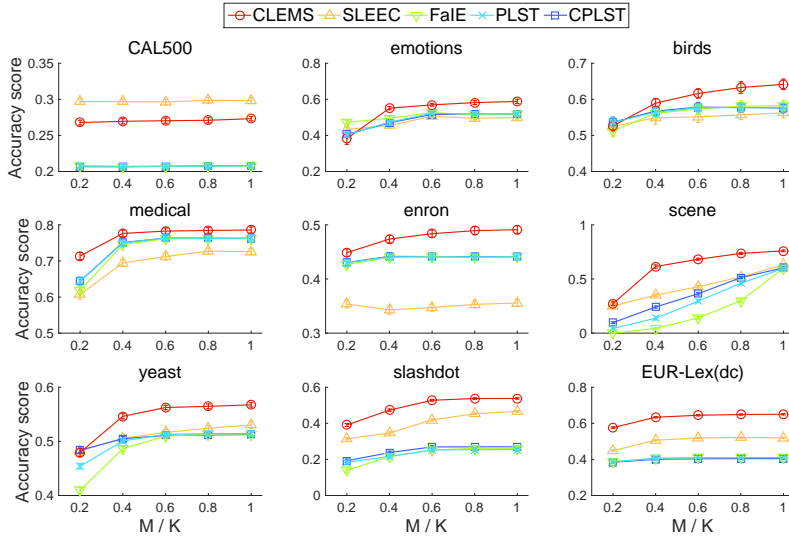 CLEMS SLEEC FaIE PLST CPLST
CAL500 emotions birds
Accuracy score
0.35 0.3 0.25 0.2
0.2 0.4 0.6 0.8 1
0.8 0.6 0.4 0.2
0.2 0.4 0.6 0.8 1
0.7 0.6 0.5 0.4
0.2 0.4 0.6 0.8 1
medical enron scene
Accuracy score
0.8 0.7 0.6 0.5
0.2 0.4 0.6 0.8 1
0.5 0.4 0.3
0.2 0.4 0.6 0.8 1
1 0.5 0
0.2 0.4 0.6 0.8 1
yeast slashdot EUR-Lex(dc)
Accuracy score
0.6 0.5 0.4
0.2 0.4 0.6 0.8 1
M / K
0.6 0.4 0.2 0
0.2 0.4 0.6 0.8 1
M / K
0.8 0.6 0.4 0.2
0.2 0.4 0.6 0.8 1
M / K